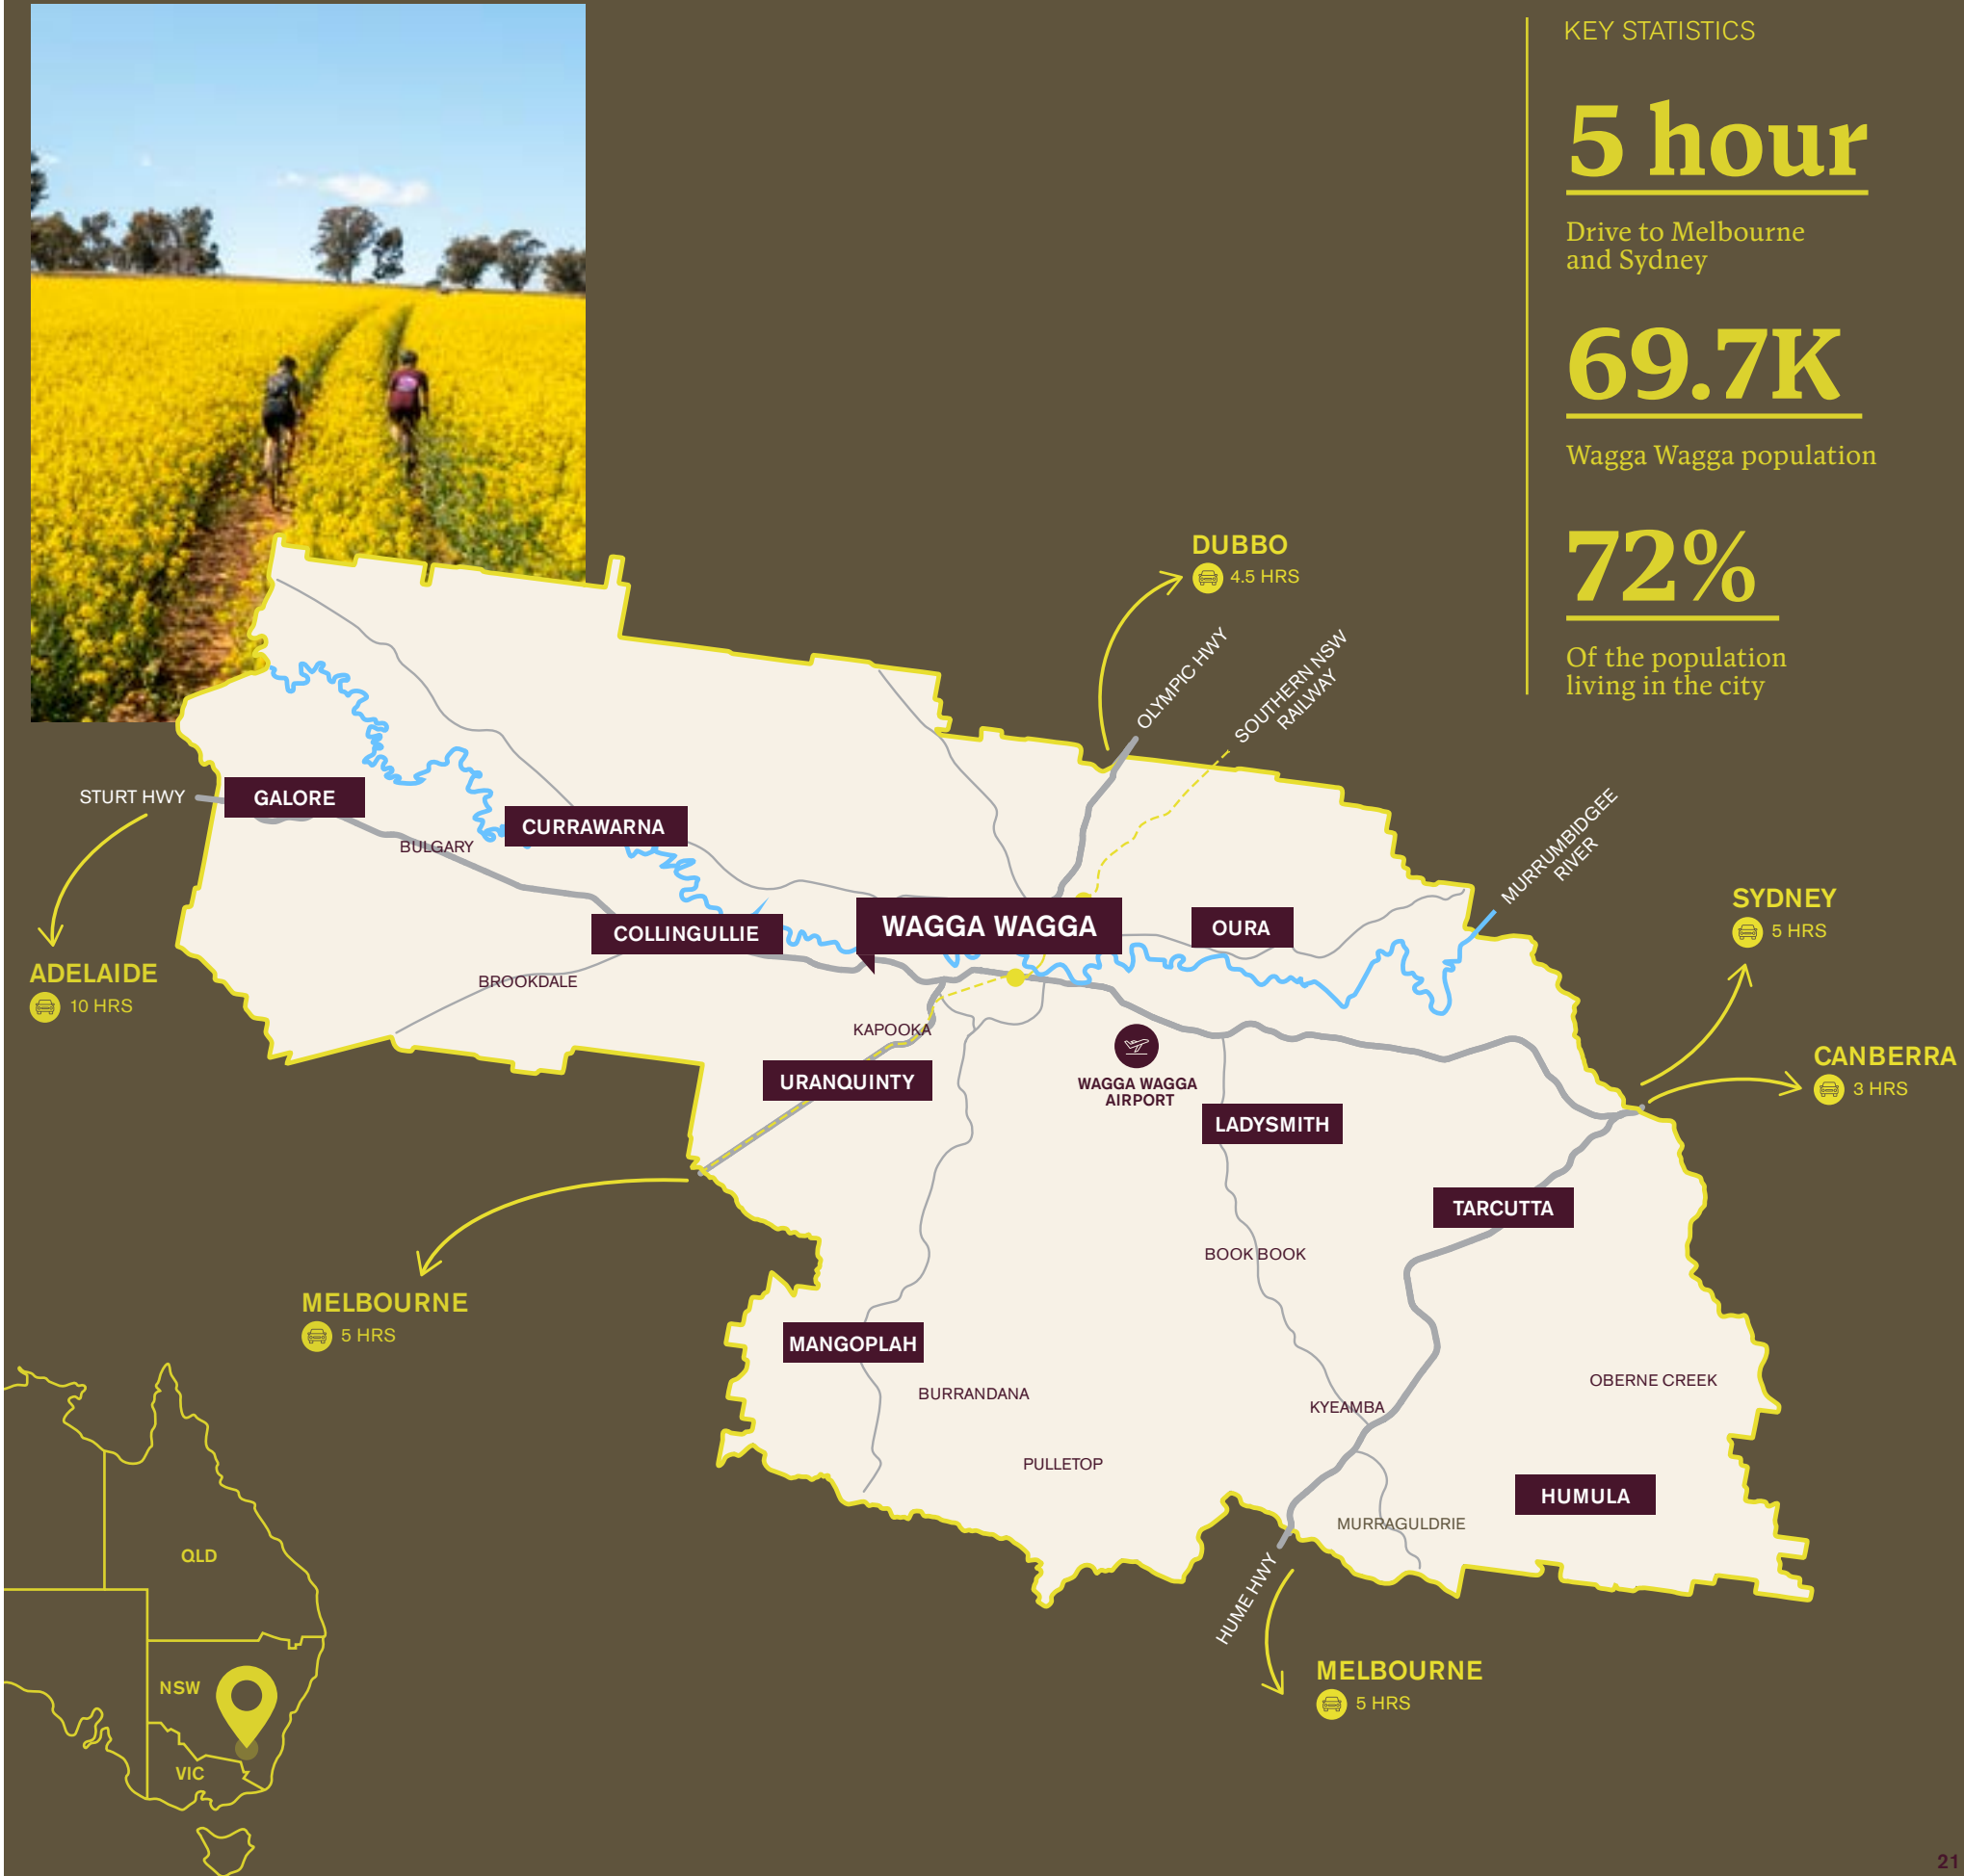 KEY STATISTICS
5 hour
Drive to Melbourne
and Sydney
69.7K
Wagga Wagga population
72%
Of the population
living in the city
DUBBO
4.5 HRS
OLYMPIC HWY
SOUTHERN NSW
RAILWAY
STURT HWY
GALORE
BULGARY
CURRAWARNA
MURRUMBIDGEE
RIVER
SYDNEY
5 HRS
COLLINGULLIE
WAGGA WAGGA
OURA
ADELAIDE
10 HRS
BROOKDALE
KAPOOKA
URANQUINTY
WAGGA WAGGA
AIRPORT
CANBERRA
3 HRS
LADYSMITH
TARCUTTA
BOOK BOOK
MELBOURNE
5 HRS
MANGOPLAH
BURRANDANA
OBERNE CREEK
KYEAMBA
PULLETOP
HUMULA
MURRAGULDRIE
HUME HWY
MELBOURNE
5 HRS
QLD
NSW
VIC
21